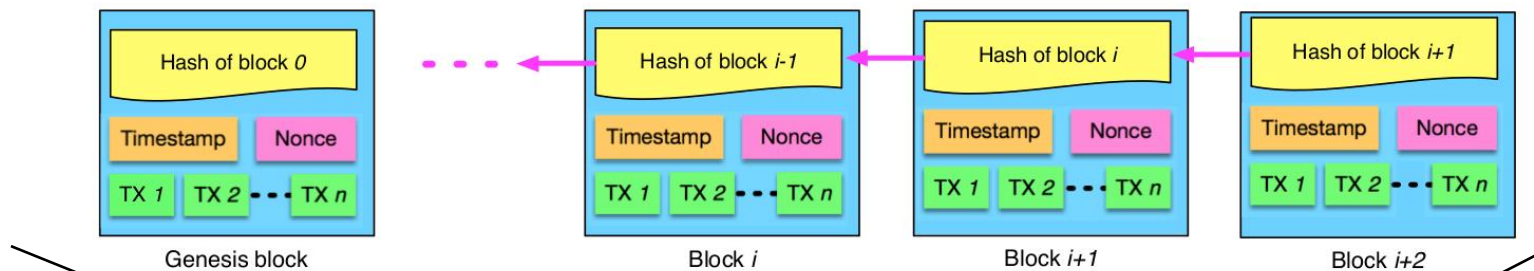 Hash of block 0
Timestamp
Nonce
TX 1
TX 2
TX n
Genesis block
Hash of block i-1
Timestamp
Nonce
TX 1
TX 2
TX n
Block i
Hash of block i
Timestamp
Nonce
TX 1
TX 2
TX n
Block i+1
Hash of block i+1
Timestamp
Nonce
TX 1
TX 2
TX n
Block i+2